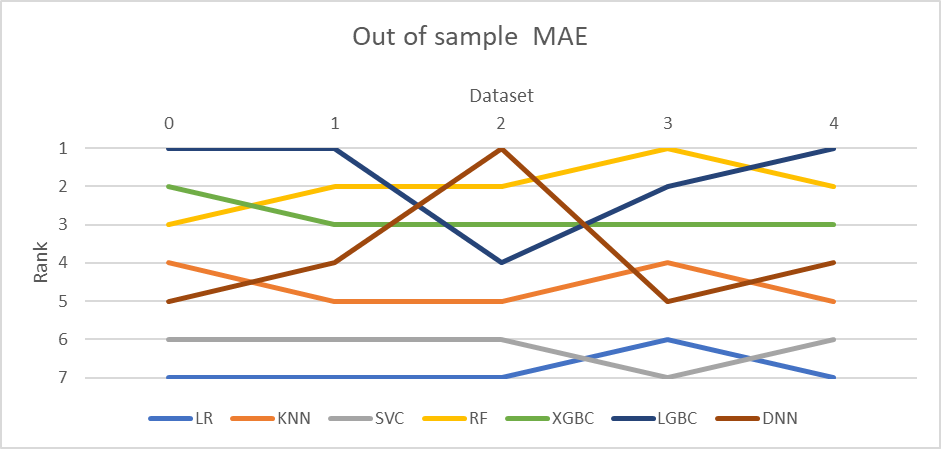 Out of sample  MAE
Dataset
0 1 2 3 4
Rank
1
2
3
4
5
6
7
LR KNN SVC RF XGBC LGBC DNN